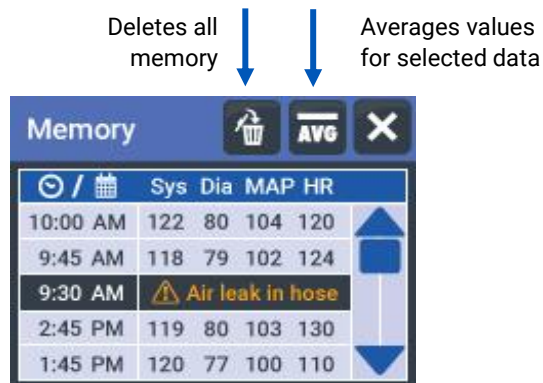 Deletes all
memory
Averages values
for selected data
Memory
AVG
/ Sys Dia MAP HR
10:00 AM 122 80 104 120
9:45 AM 118 79 102 124
9:30 AM Air leak in hose
2:45 PM 119 80 103 130
1:45 PM 120 77 100 110